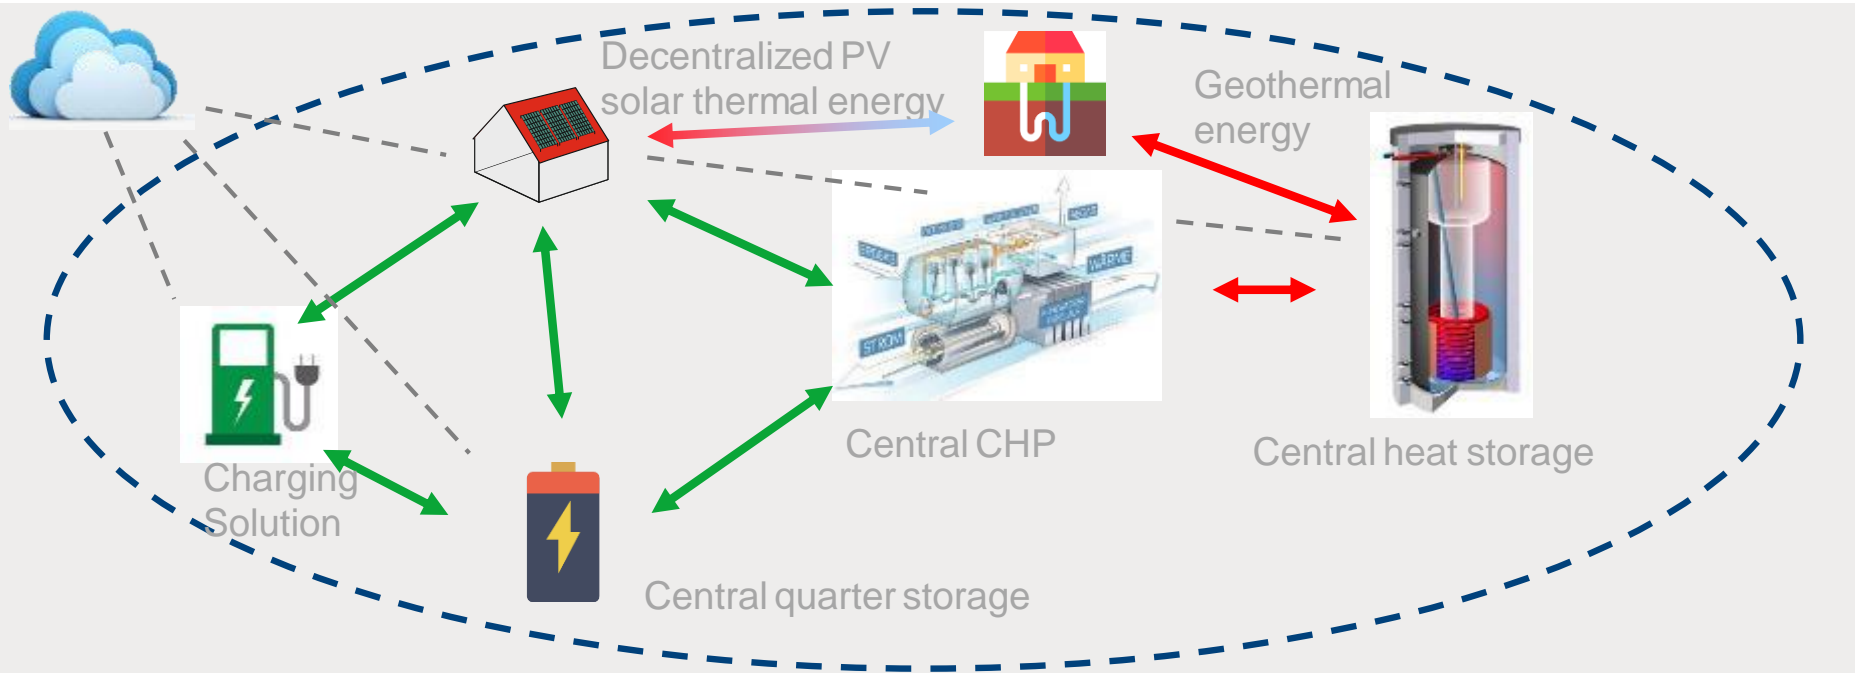 Decentralized PV
solar thermal energy
Geothermal
energy
WÄRME
STROM
Central CHP
Central heat storage
Charging
Solution
Central quarter storage